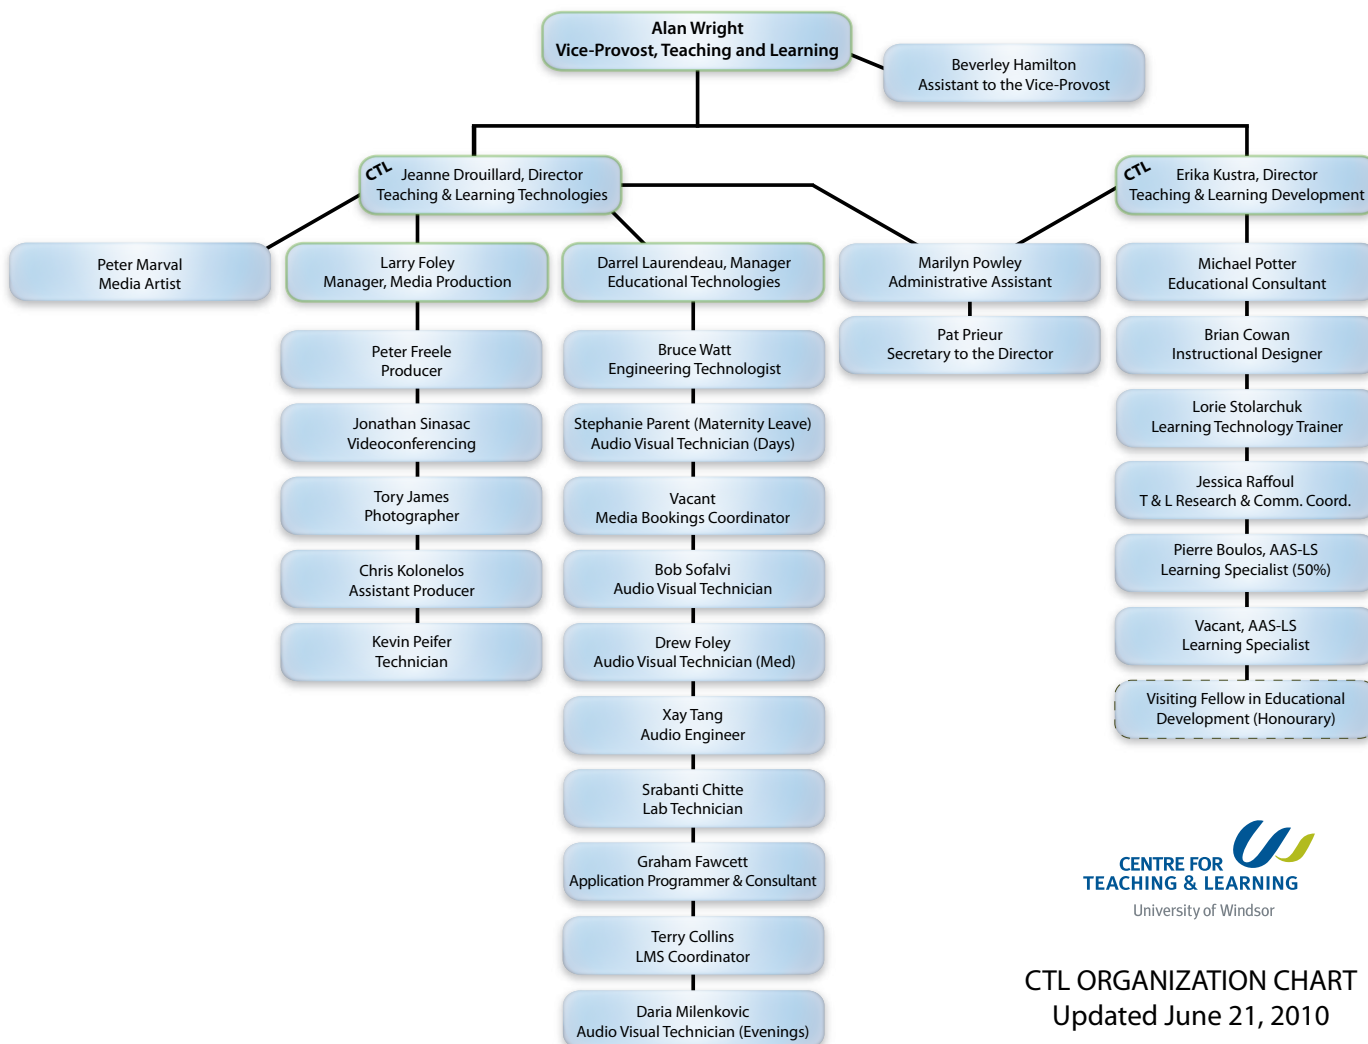 Alan Wright
Vice-Provost, Teaching and Learning
Beverley Hamilton
Assistant to the Vice-Provost
CTL
Jeanne Drouillard, Director
Teaching & Learning Technologies
CTL
Erika Kustra, Director
Teaching & Learning Development
Peter Marval
Media Artist
Larry Foley
Manager, Media Production
Darrel Laurendeau, Manager
Educational Technologies
Marilyn Powley
Administrative Assistant
Michael Potter
Educational Consultant
Peter Freele
Producer
Bruce Watt
Engineering Technologist
Pat Prieur
Secretary to the Director
Brian Cowan
Instructional Designer
Jonathan Sinasac
Videoconferencing
Stephanie Parent (Maternity Leave)
Audio Visual Technician (Days)
Lorie Stolarchuk
Learning Technology Trainer
Tory James
Photographer
Vacant
Media Bookings Coordinator
Jessica Raffoul
T & L Research & Comm. Coord.
Chris Kolonelos
Assistant Producer
Bob Sofalvi
Audio Visual Technician
Pierre Boulos, AAS-LS
Learning Specialist (50%)
Kevin Peifer
Technician
Drew Foley
Audio Visual Technician (Med)
Vacant, AAS-LS
Learning Specialist
Xay Tang
Audio Engineer
Visiting Fellow in Educational
Development (Honourary)
Srabanti Chitte
Lab Technician
Graham Fawcett
Application Programmer & Consultant
Terry Collins
LMS Coordinator
Daria Milenkovic
Audio Visual Technician (Evenings)
CENTRE FOR
TEACHING & LEARNING
University of Windsor
CTL ORGANIZATION CHART
Updated June 21, 2010